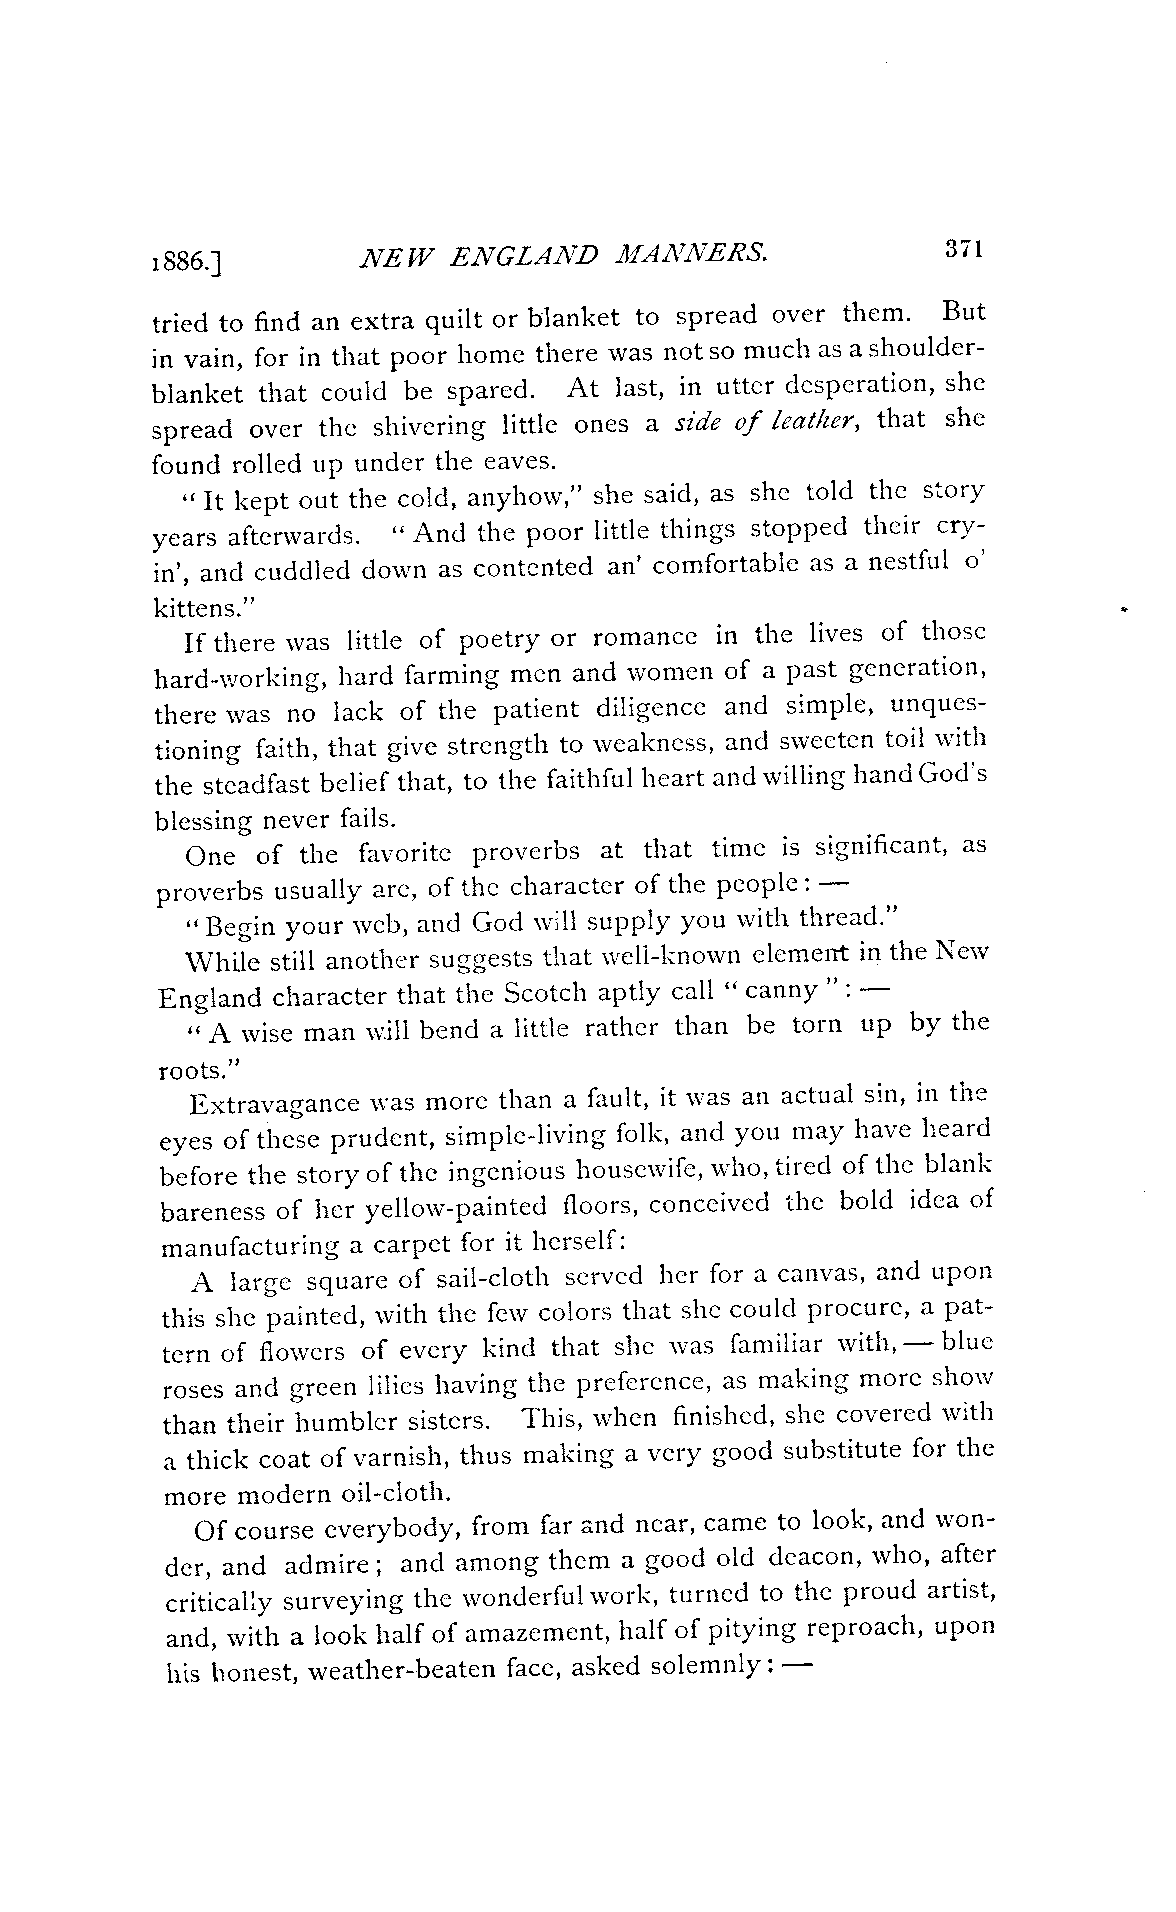 1886.] NEW ENGLAND MANNERS. 371
tried to find an extra quilt or blanket to spread over them. But
in vain, for in that poor home there was not so much as a shoulder-
blanket that could be spared. At last, in utter desperation, she
spread over the shivering little ones a side of leather, that she
found rolled up under the eaves.
"It kept out the cold, anyhow," she said, as she told the story
years afterwards. "And the poor little things stopped their cry-
in', and cuddled down as contented an' comfortable as a nestful o'
kittens."
If there was little of poetry or romance in the lives of those
hard-working, hard farming men and women of a past generation,
there was no lack of the patient diligence and simple, unques-
tioning faith, that give strength to weakness, and sweeten toil with
the steadfast belief that, to the faithful heart and willing hand God's
blessing never fails.
One of the favorite proverbs at that time is significant, as
proverbs usually are, of the character of the people: —
"Begin your web, and God will supply you with thread."
While still another suggests that well-known element in the New
England character that the Scotch aptly call "canny": —
"A wise man will bend a little rather than be torn up by the
roots."
Extravagance was more than a fault, it was an actual sin, in the
eyes of these prudent, simple-living folk, and you may have heard
before the story of the ingenious housewife, who, tired of the blank
bareness of her yellow-painted floors, conceived the bold idea of
manufacturing a carpet for it herself:
A large square of sail-cloth served her for a canvas, and upon
this she painted, with the few colors that she could procure, a pat-
tern of flowers of every kind that she was familiar with, — blue
roses and green lilies having the preference, as making more show
than their humbler sisters. This, when finished, she covered with
a thick coat of varnish, thus making a very good substitute for the
more modern oil-cloth.
Of course everybody, from far and near, came to look, and won-
der, and admire; and among them a good old deacon, who, after
critically surveying the wonderful work, turned to the proud artist,
and, with a look half of amazement, half of pitying reproach, upon
his honest, weather-beaten face, asked solemnly: —